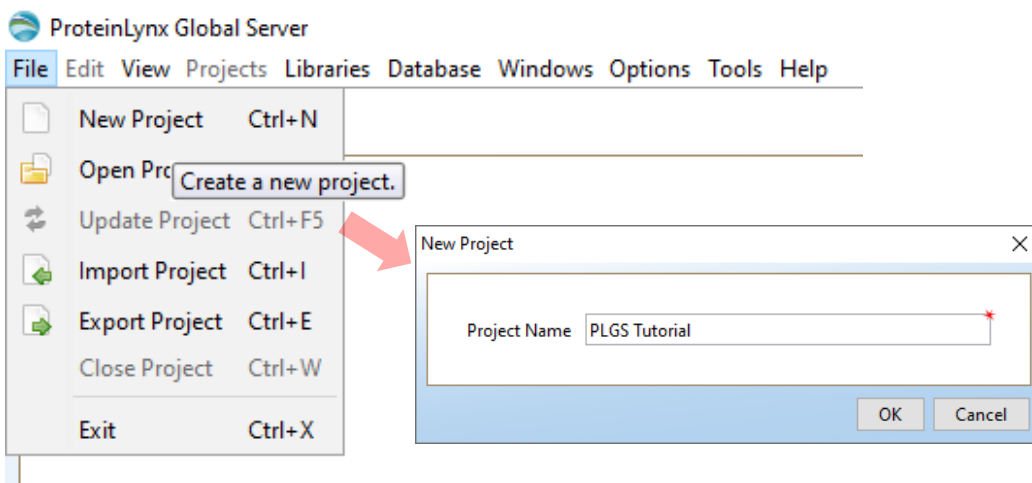 ProteinLynx Global Server
File Edit View Projects Libraries Database Windows Options Tools Help
New Project Ctrl+N
Open
Create a new project.
Update Project Ctrl+F5
Import Project Ctrl+I
Export Project Ctrl+E
Close Project Ctrl+W
Exit Ctrl+X
New Project
Project Name PLGS Tutorial
OK Cancel